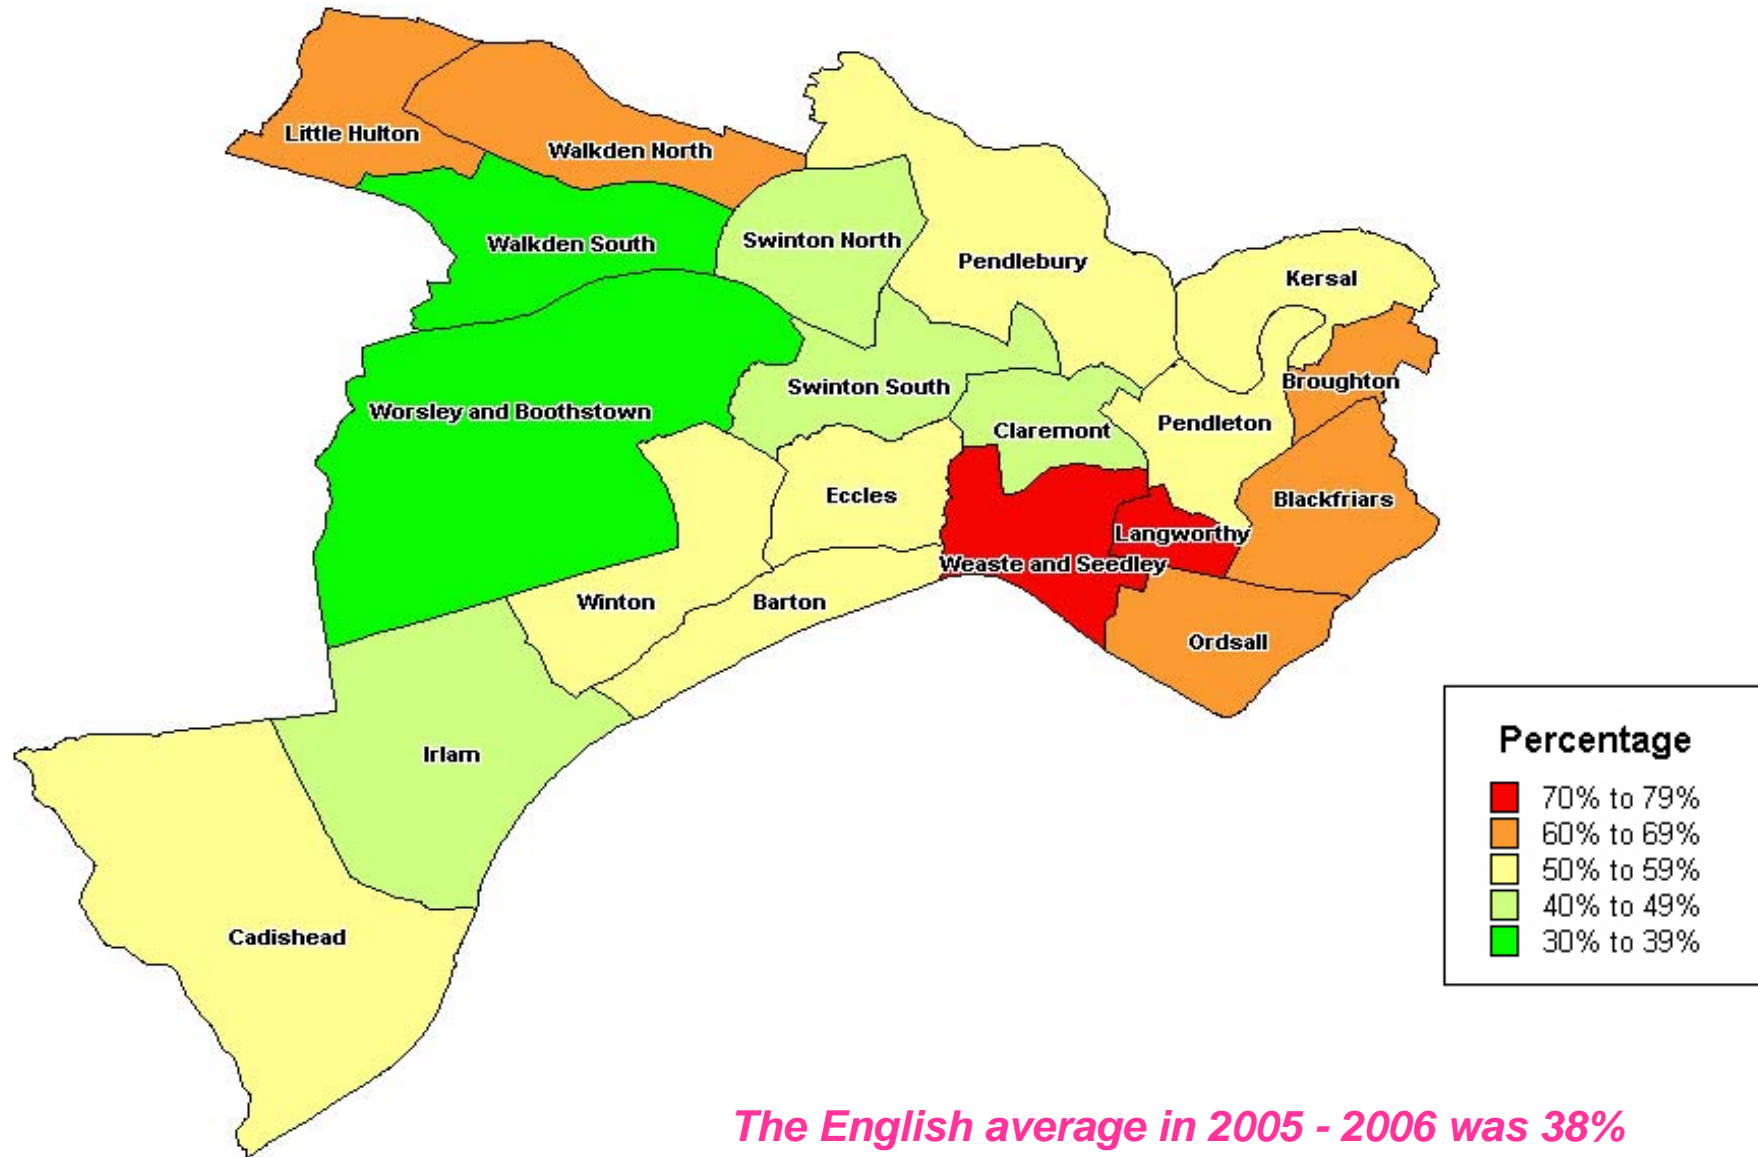 Little Hulton
Walkden North
Walkden South
Swinton North
Pendlebury
Kersal
Worsley and Boothstown
Swinton South
Broughton
Claremont
Pendleton
Eccles
Blackfriars
Langworthy
Weaste and Seedley
Winton
Barton
Ordsall
Irlam
Cadishead
Percentage
70% to 79%
60% to 69%
50% to 59%
40% to 49%
30% to 39%
The English average in 2005 - 2006 was 38%